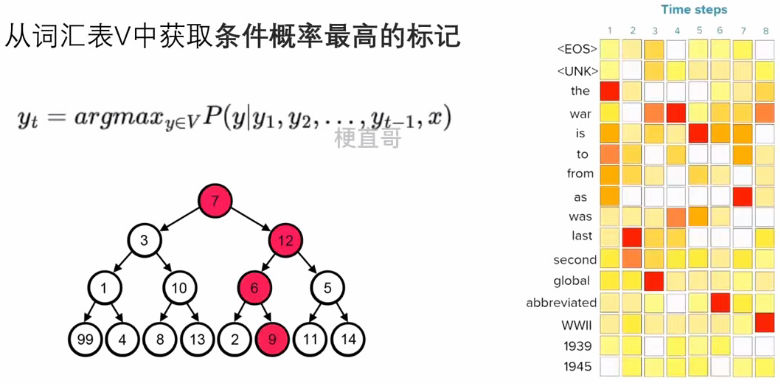 从词汇表V中获取条件概率最高的标记
y_t = argmax_{y∈V} P(y|y_1, y_2, ..., y_{t-1}, x)
梗直哥
7
3 12
1 10 6 5
99 4 8 13 2 9 11 14
Time steps
1 2 3 4 5 6 7 8
<EOS>
<UNK>
the
war
is
to
from
as
was
last
second
global
abbreviated
WWII
1939
1945